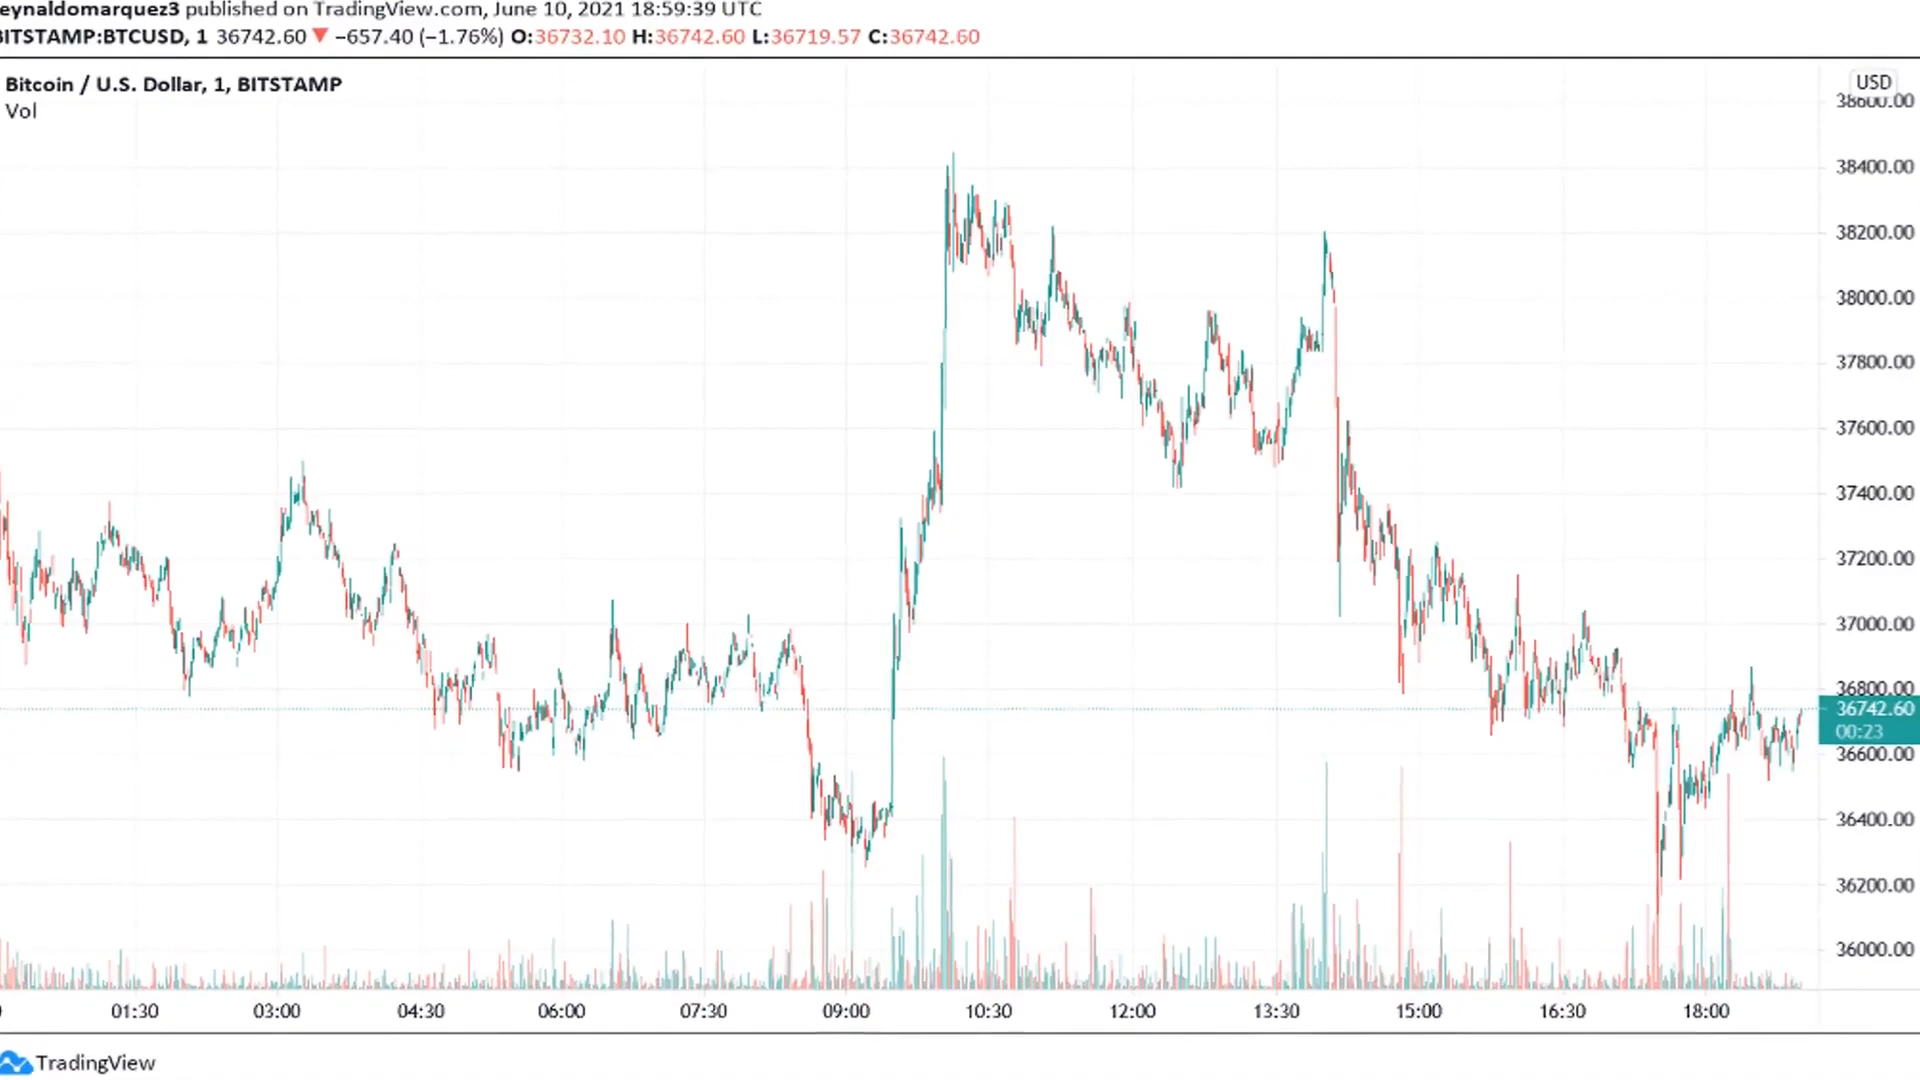 eynaldomarquez3 published on TradingView.com, June 10, 2021 18:59:39 UTC
BITSTAMP:BTCUSD, 1 36742.60 ▼ −657.40 (−1.76%) O:36732.10 H:36742.60 L:36719.57 C:36742.60
Bitcoin / U.S. Dollar, 1, BITSTAMP
Vol
USD
38600.00
38400.00
38200.00
38000.00
37800.00
37600.00
37400.00
37200.00
37000.00
36800.00
36742.60
00:23
36600.00
36400.00
36200.00
36000.00
01:30 03:00 04:30 06:00 07:30 09:00 10:30 12:00 13:30 15:00 16:30 18:00
TradingView